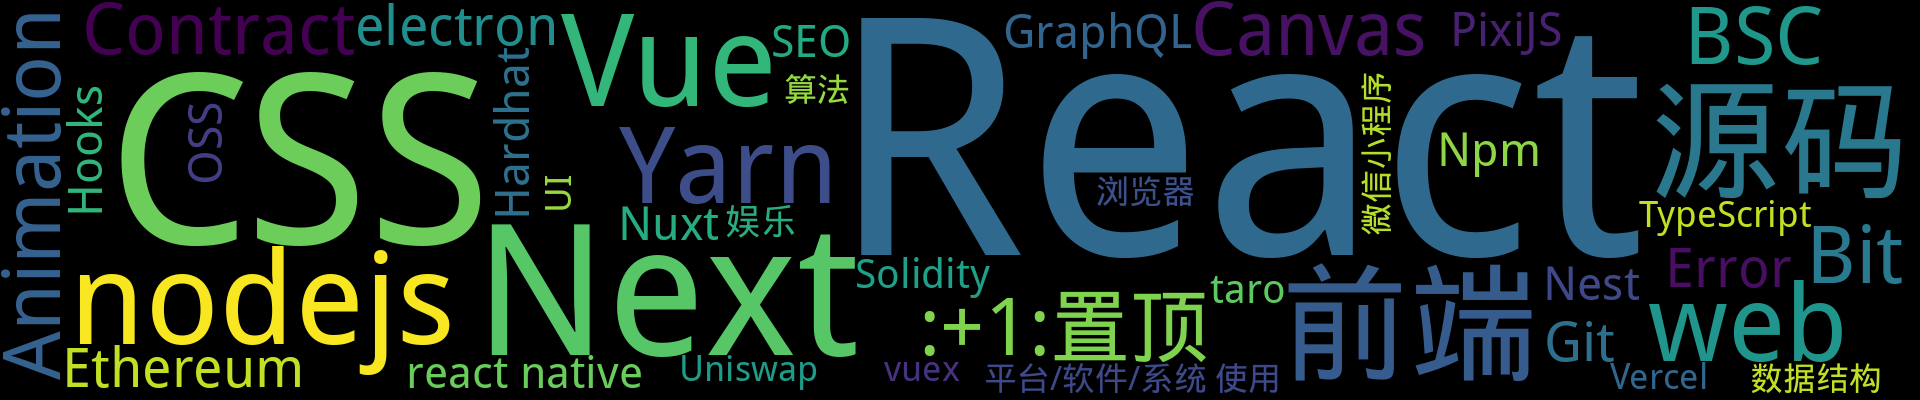 Animation
Contract
electron
Vue
SEO
算法
React
GraphQL
Canvas
PixiJS
BSC
Hooks
CSS
OSS
Hardhat
UI
Yarn
浏览器
微信小程序
Npm
源码
Nuxt
娱乐
TypeScript
nodejs
Next
Solidity
:+1:置顶
taro
前端
Nest
Error
Bit
Git
web
Ethereum
react native
Uniswap
vuex
平台/软件/系统 使用
Vercel
数据结构